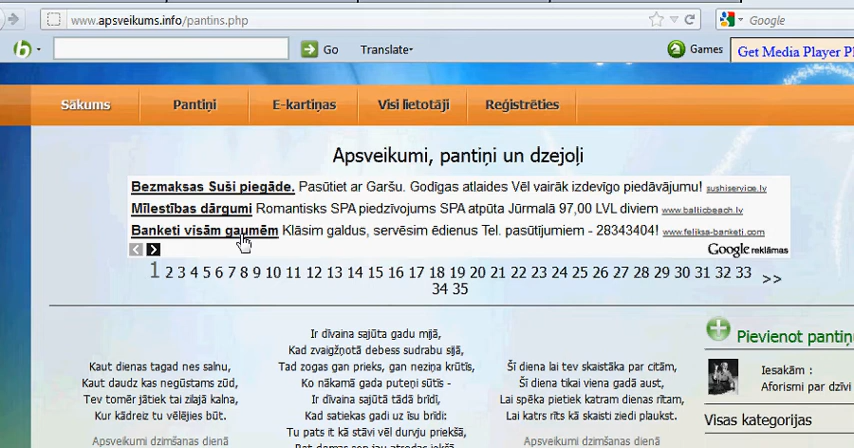 www.apsveikums.info/pantins.php
Google
Go
Translate
Games
Get Media Player P
Sākums
Pantiņi
E-kartiņas
Visi lietotāji
Reģistrēties
Apsveikumi, pantiņi un dzejoļi
Bezmaksas Suši piegāde. Pasūtiet ar Garšu. Godīgas atlaides Vēl vairāk izdevīgo piedāvājumu! sushiservice.lv
Mīlestības dārgumi Romantisks SPA piedzīvojums SPA atpūta Jūrmalā 97,00 LVL diviem www.balticbeach.lv
Banketi visām gaumēm Klāsim galdus, servēsim ēdienus Tel. pasūtījumiem - 28343404! www.feliksa-banketi.com
Google reklāmas
1 2 3 4 5 6 7 8 9 10 11 12 13 14 15 16 17 18 19 20 21 22 23 24 25 26 27 28 29 30 31 32 33
34 35
>>
Kaut dienas tagad nes salnu,
Kaut daudz kas negūstams zūd,
Tev tomēr jātiek tai zilajā kalna,
Kur kādreiz tu vēlējies būt.
Apsveikumi dzimšanas dienā
Ir dīvaina sajūta gadu mijā,
Kad zvaigžņotā debess sudrabu sijā,
Tad zogas gan prieks, gan neziņa krūtīs,
Ko nākamā gada puteņi sūtīs -
Ir dīvaina sajūta tādā brīdī,
Kad satiekas gadi uz īsu brīdi:
Tu pats it kā stāvi vēl durvju priekšā,
Bet domas son jau atrodas iekšā
Šī diena lai tev skaistāka par citām,
Šī diena tikai viena gadā aust,
Lai spēka pietiek katram dienas rītam,
Lai katrs rīts kā skaisti ziedi plaukst.
Apsveikumi dzimšanas dienā
Pievienot pantiņu
Iesakām :
Aforismi par dzīvi
Visas kategorijas